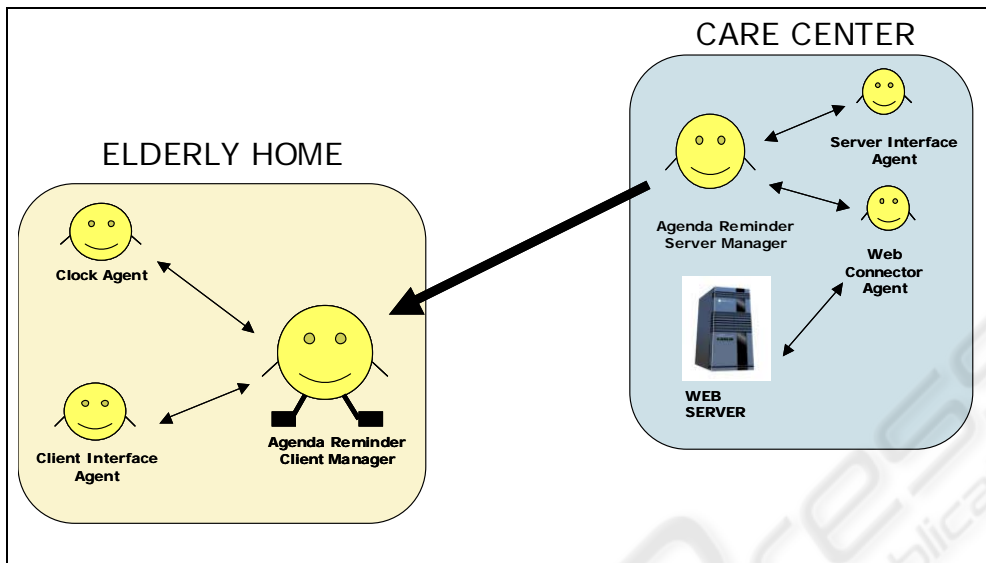 CARE CENTER
Server Interface
Agent
Agenda Reminder
Server Manager
Web
Connector
Agent
WEB
SERVER
ELDERLY HOME
Clock Agent
Client Interface
Agent
Agenda Reminder
Client Manager